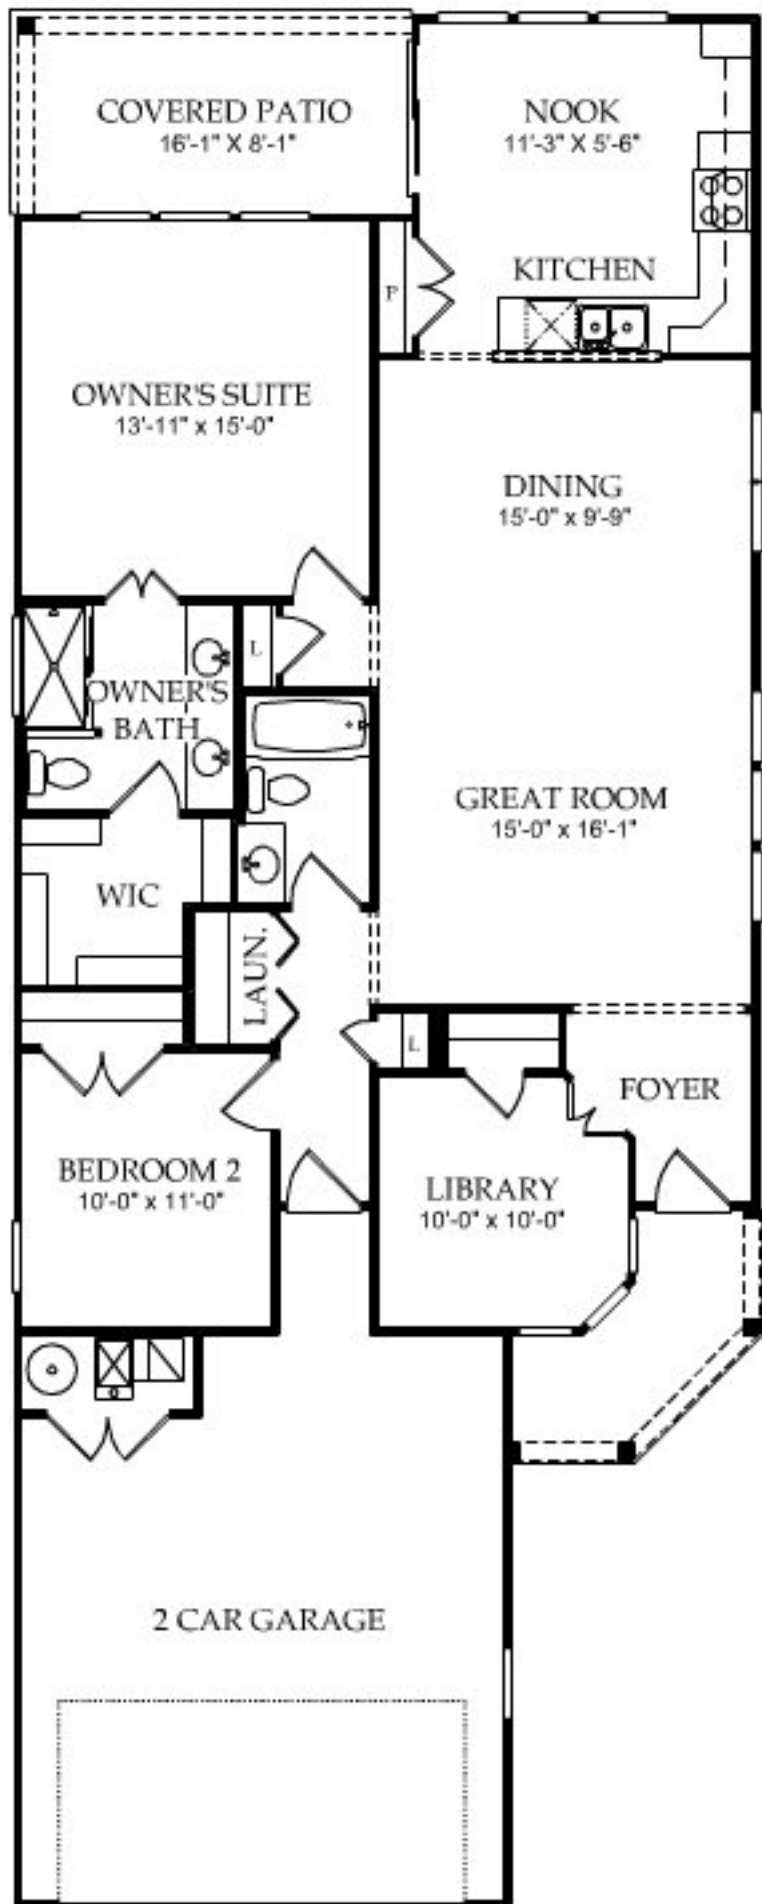 COVERED PATIO
16'-1" X 8'-1"
NOOK
11'-3" X 5'-6"
KITCHEN
P
OWNER'S SUITE
13'-11" x 15'-0"
DINING
15'-0" x 9'-9"
L
OWNER'S
BATH
GREAT ROOM
15'-0" x 16'-1"
WIC
LAUN.
L
FOYER
BEDROOM 2
10'-0" x 11'-0"
LIBRARY
10'-0" x 10'-0"
2 CAR GARAGE